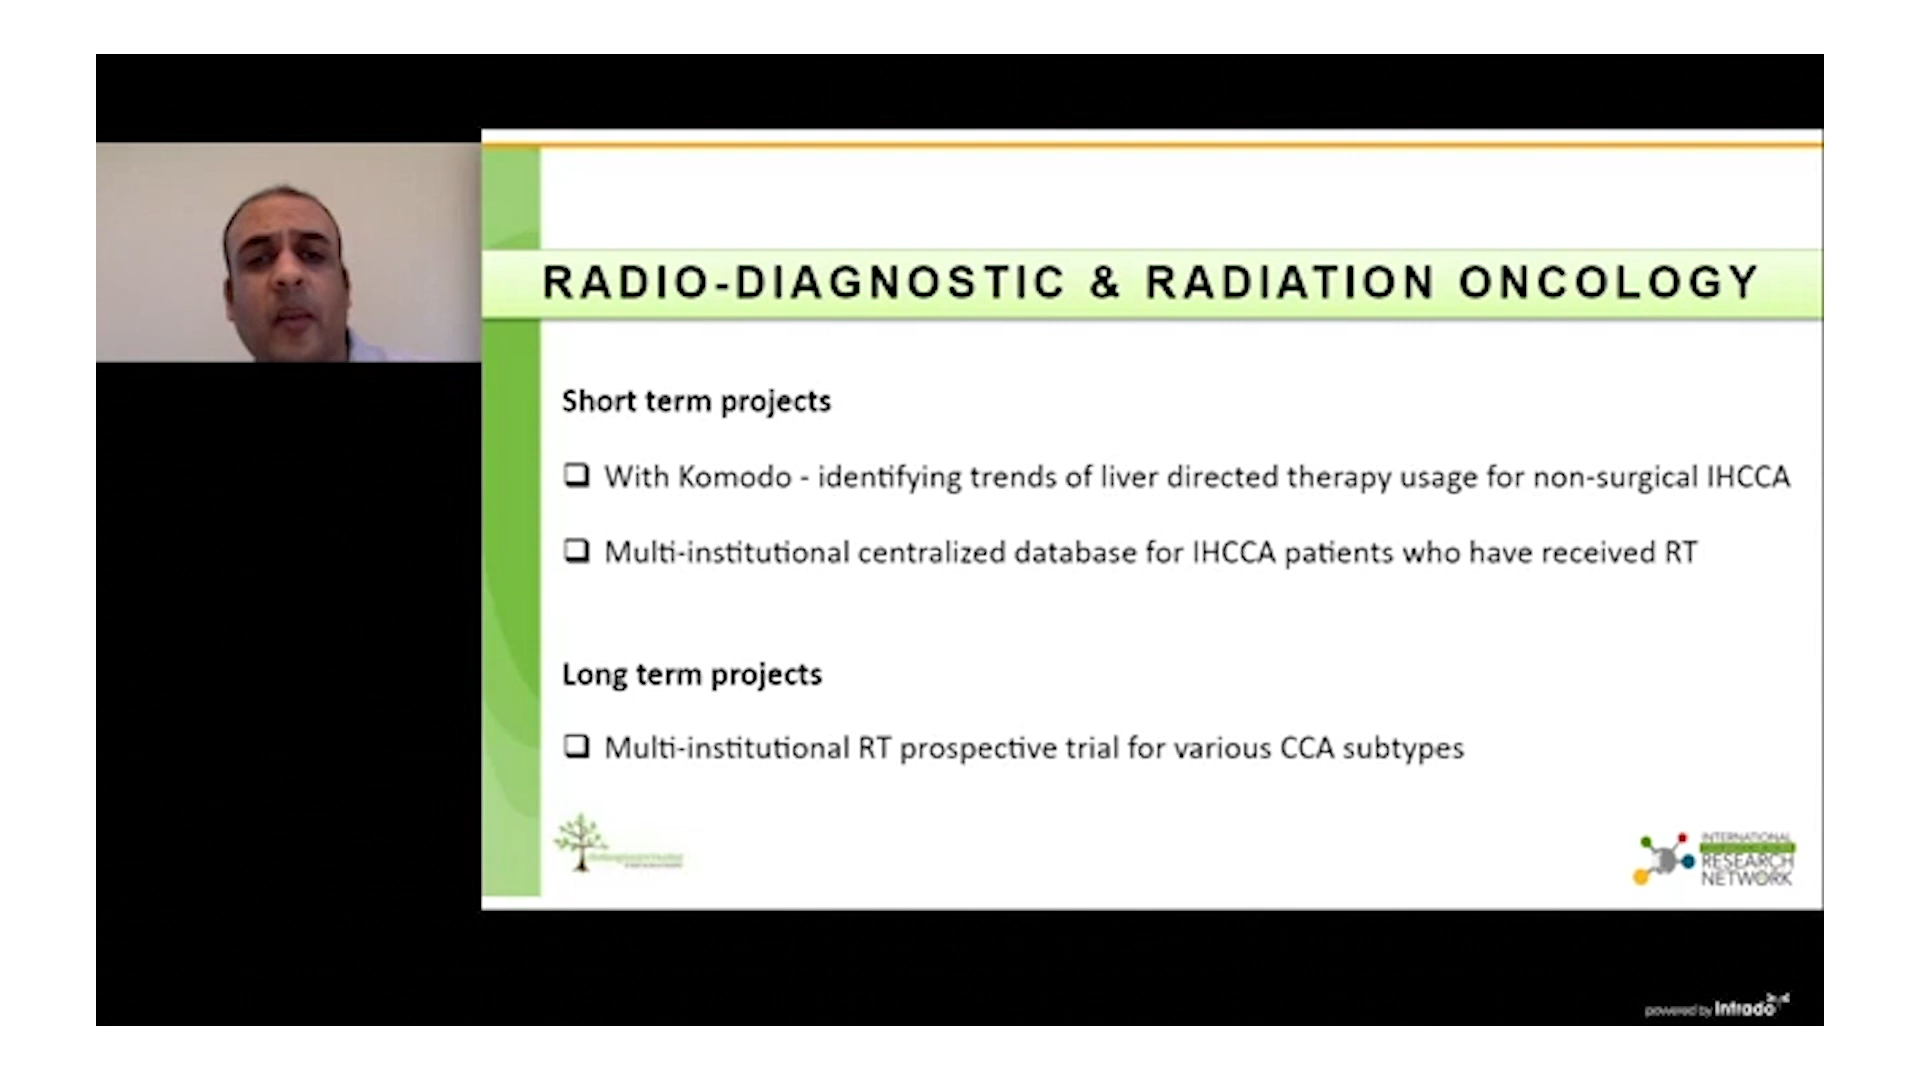 RADIO-DIAGNOSTIC & RADIATION ONCOLOGY
Short term projects
With Komodo - identifying trends of liver directed therapy usage for non-surgical IHCCA
Multi-institutional centralized database for IHCCA patients who have received RT
Long term projects
Multi-institutional RT prospective trial for various CCA subtypes
INTERNATIONAL
RESEARCH
NETWORK
powered by Intrado